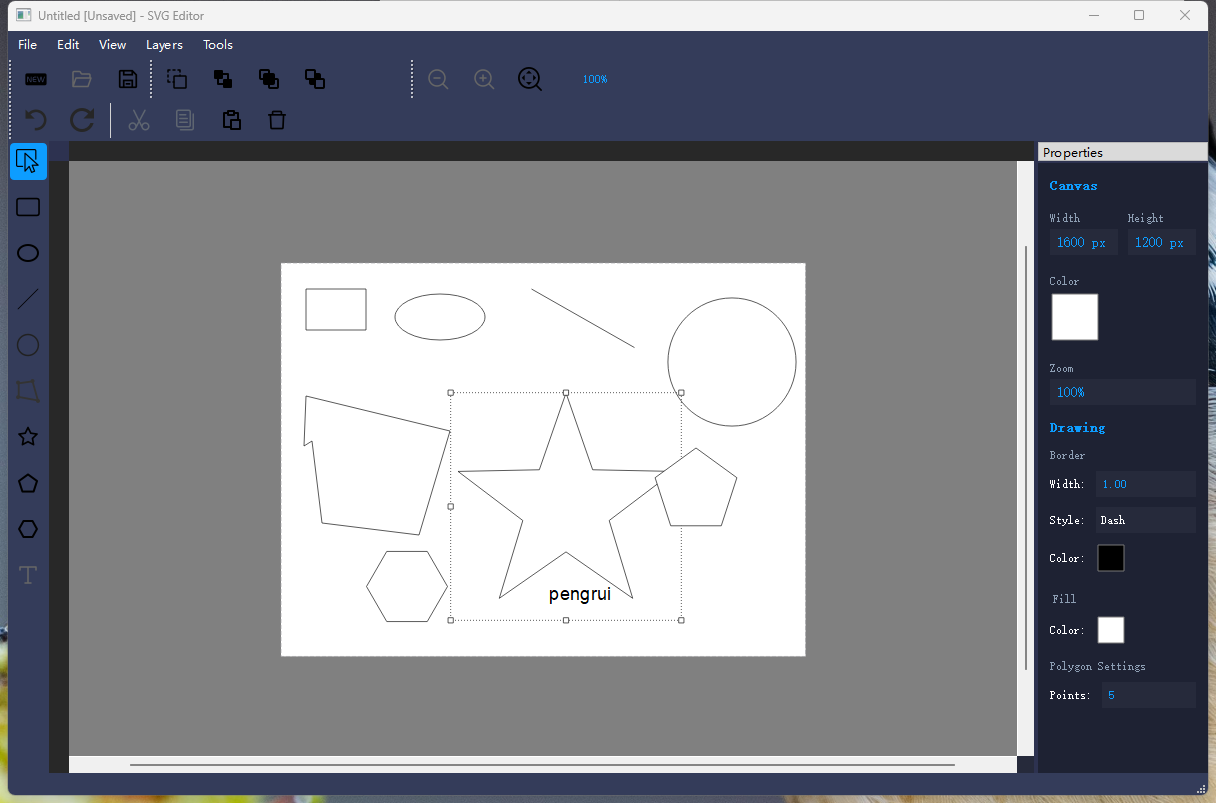 Untitled [Unsaved] - SVG Editor
File Edit View Layers Tools
NEW
100%
Properties
Canvas
Width Height
1600 px 1200 px
Color
Zoom
100%
Drawing
Border
Width: 1.00
Style: Dash
Color:
Fill
Color:
Polygon Settings
Points: 5
T
pengrui